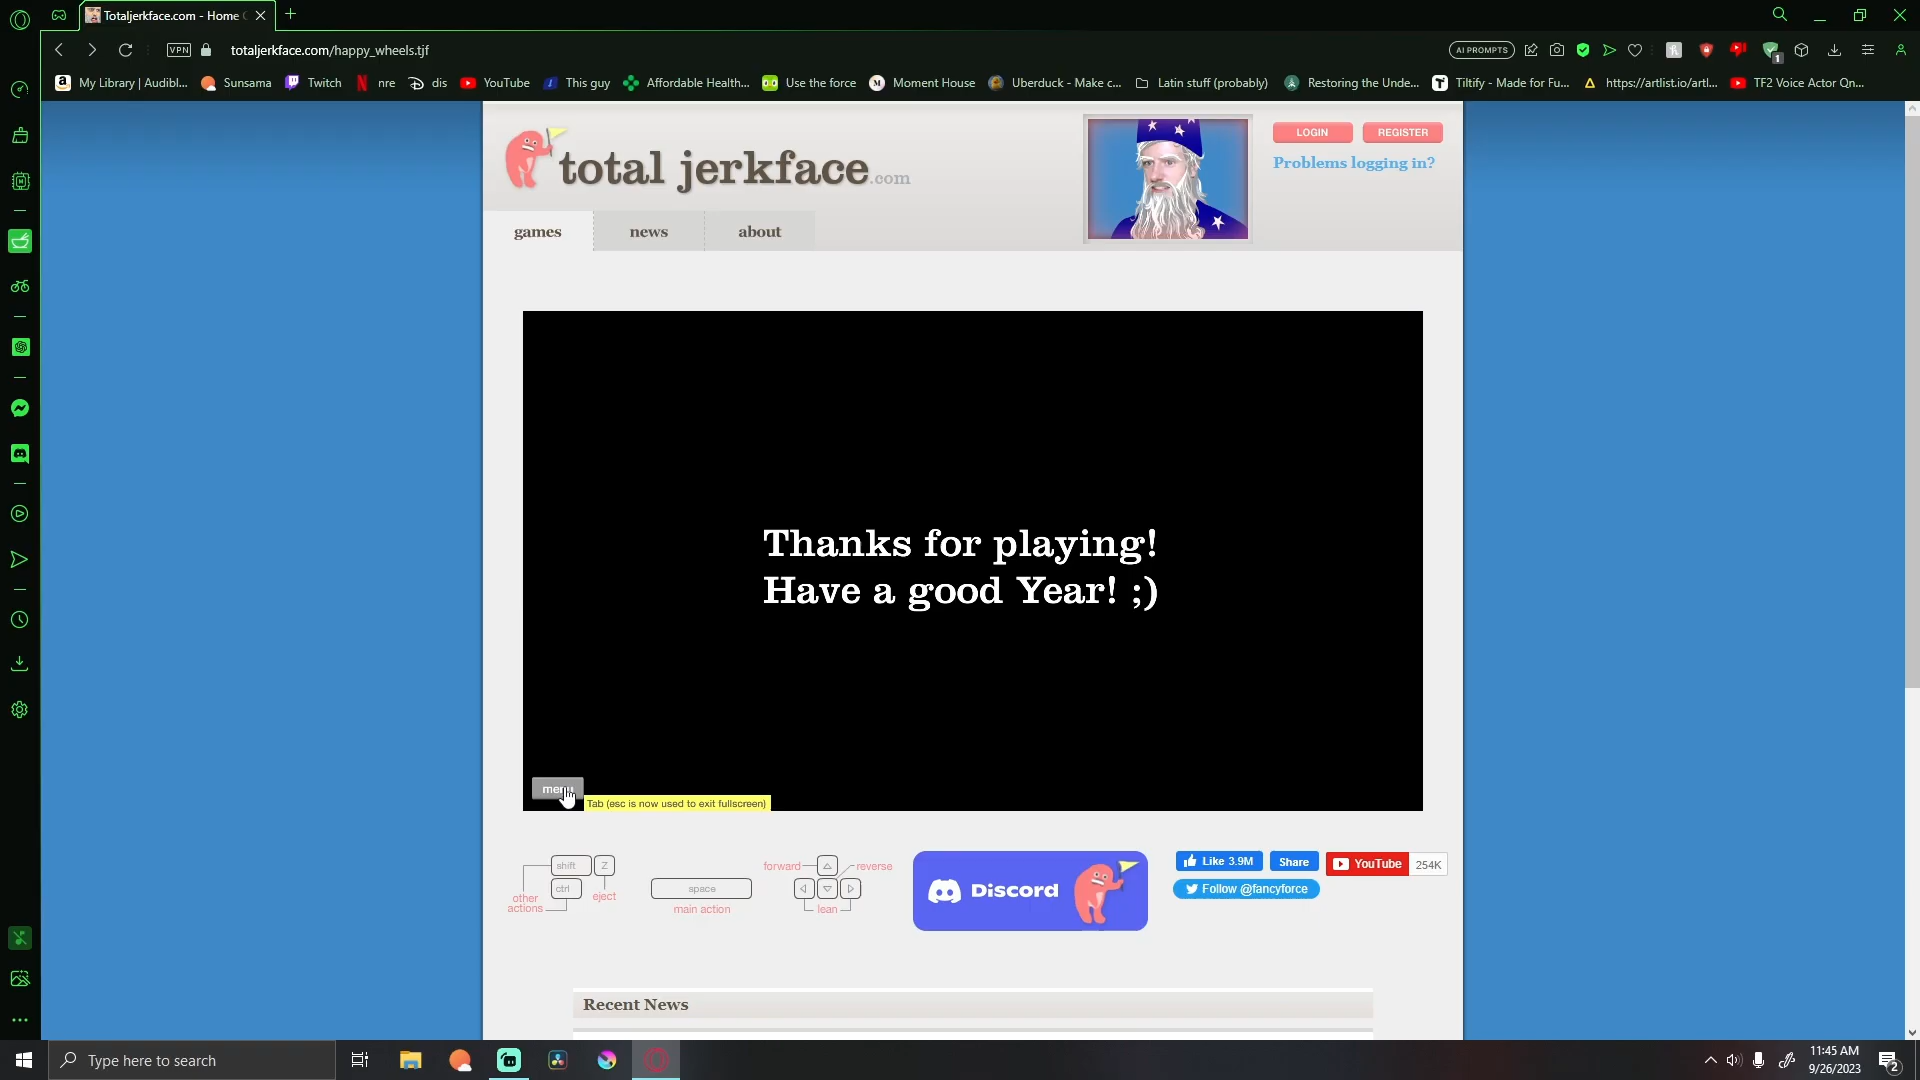 Totaljerkface.com - Home
VPN
totaljerkface.com/happy_wheels.tjf
AI PROMPTS
1
My Library | Audibl...
Sunsama
Twitch
nre
dis
YouTube
This guy
Affordable Health...
Use the force
Moment House
Uberduck - Make c...
Latin stuff (probably)
Restoring the Unde...
Tiltify - Made for Fu...
https://artlist.io/artl...
TF2 Voice Actor Qn...
total jerkface.com
LOGIN
REGISTER
Problems logging in?
games
news
about
Thanks for playing!
Have a good Year! ;)
menu
Tab (esc is now used to exit fullscreen)
shift
Z
ctrl
other
actions
eject
space
main action
forward
reverse
lean
Discord
Like 3.9M
Share
YouTube
254K
Follow @fancyforce
Recent News
Type here to search
11:45 AM
9/26/2023
2